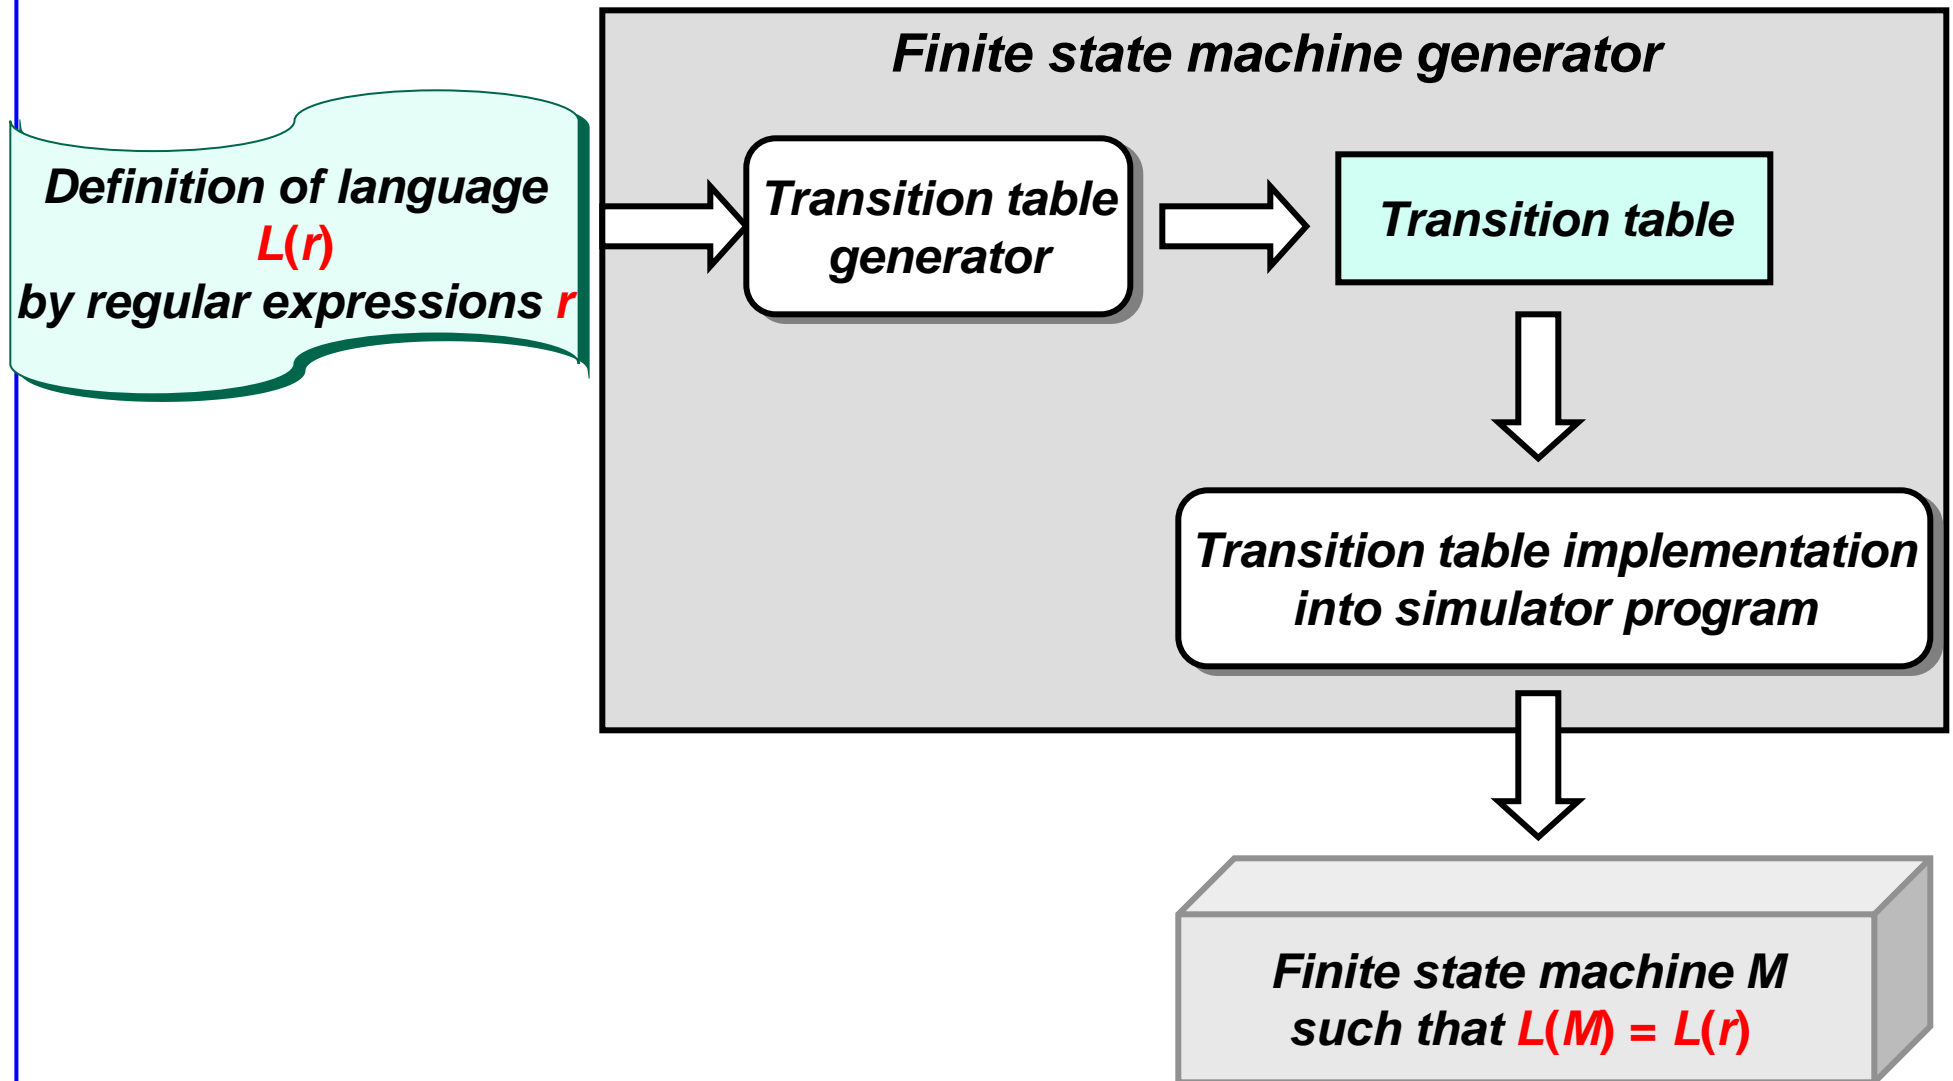 Finite state machine generator
Definition of language
L(r)
by regular expressions r
Transition table
generator
Transition table
Transition table implementation
into simulator program
Finite state machine M
such that L(M) = L(r)